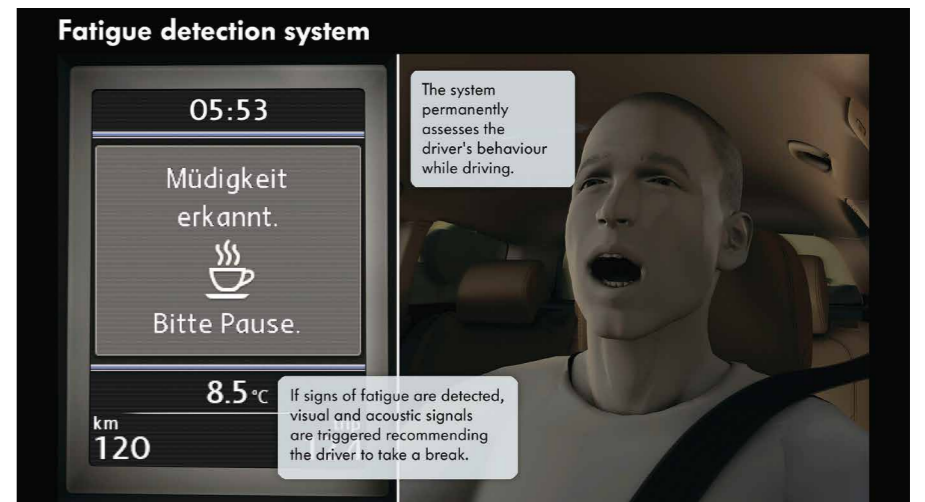 Fatigue detection system
05:53
Müdigkeit
erkannt.
Bitte Pause.
8.5 °C
km
120
The system
permanently
assesses the
driver's behaviour
while driving.
If signs of fatigue are detected,
visual and acoustic signals
are triggered recommending
the driver to take a break.